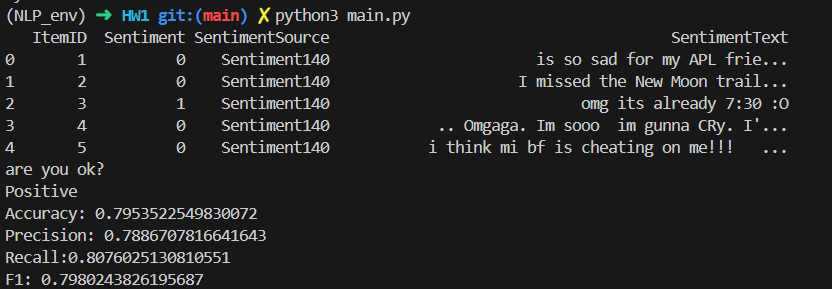 (NLP_env) ➜ HW1 git:(main) ✗ python3 main.py
ItemID Sentiment SentimentSource SentimentText
0 1 0 Sentiment140 is so sad for my APL frie...
1 2 0 Sentiment140 I missed the New Moon trail...
2 3 1 Sentiment140 omg its already 7:30 :O
3 4 0 Sentiment140 .. Omgaga. Im sooo  im gunna CRy. I'...
4 5 0 Sentiment140 i think mi bf is cheating on me!!!   ...
are you ok?
Positive
Accuracy: 0.7953522549830072
Precision: 0.7886707816641643
Recall:0.8076025130810551
F1: 0.7980243826195687